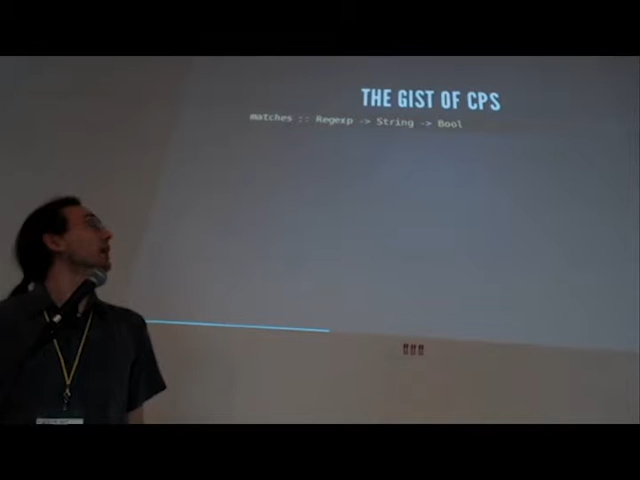 THE GIST OF CPS
matches :: Regexp -> String -> Bool